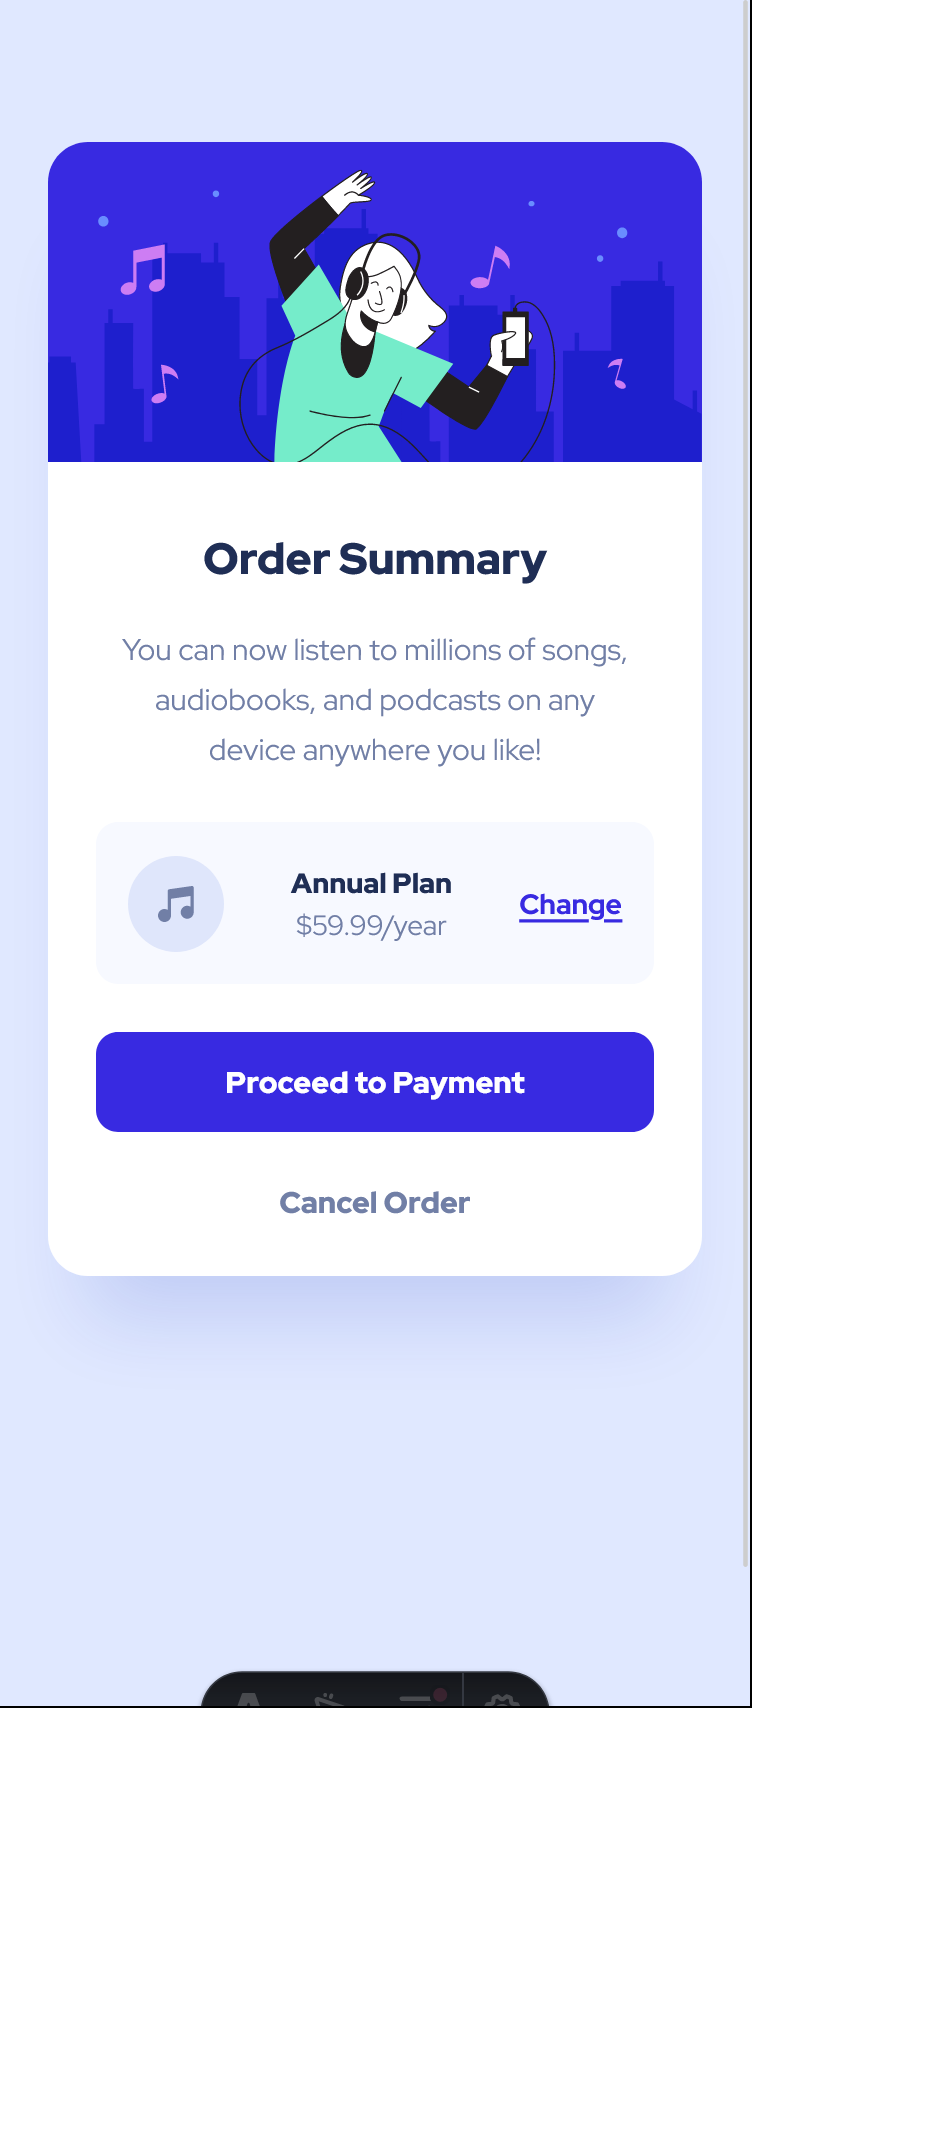 Order Summary
You can now listen to millions of songs,
audiobooks, and podcasts on any
device anywhere you like!
Annual Plan
$59.99/year
Change
Proceed to Payment
Cancel Order